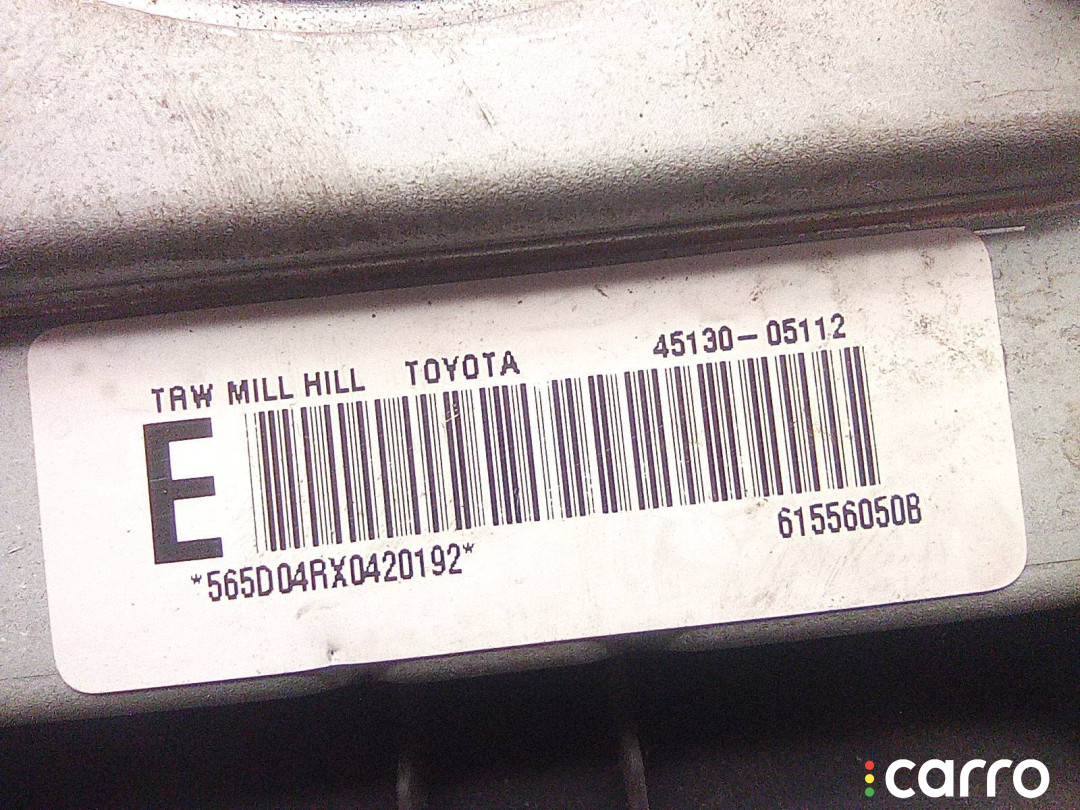 TRW MILL HILL TOYOTA 45130-05112
E
*565D04RX0420192*
61556050B
carro